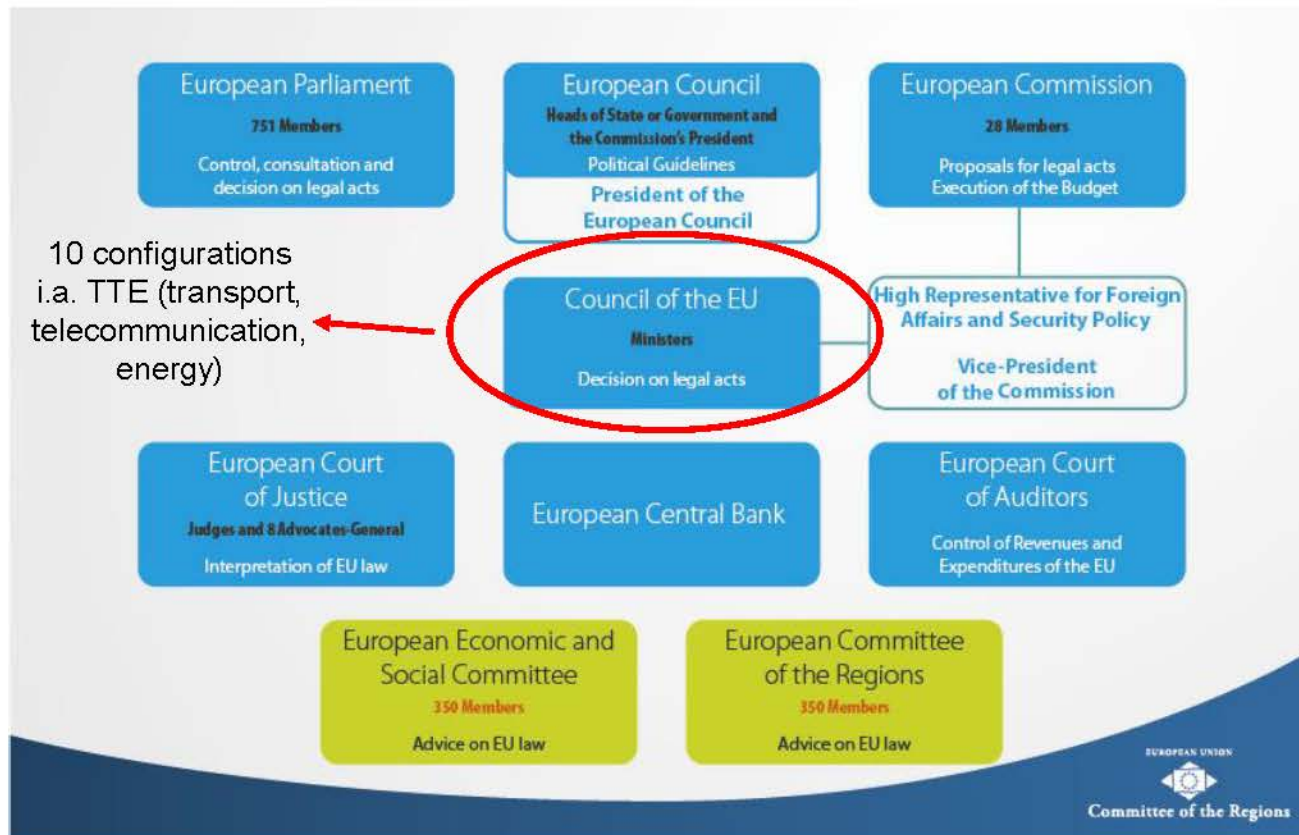 European Parliament
751 Members
Control, consultation and
decision on legal acts
European Council
Heads of State or Government and
the Commission's President
Political Guidelines
President of the
European Council
European Commission
28 Members
Proposals for legal acts
Execution of the Budget
10 configurations
i.a. TTE (transport,
telecommunication,
energy)
Council of the EU
Ministers
Decision on legal acts
High Representative for Foreign
Affairs and Security Policy
Vice-President
of the Commission
European Court
of Justice
Judges and 8 Advocates-General
Interpretation of EU law
European Central Bank
European Court
of Auditors
Control of Revenues and
Expenditures of the EU
European Economic and
Social Committee
350 Members
Advice on EU law
European Committee
of the Regions
350 Members
Advice on EU law
EUROPEAN UNION
Committee of the Regions